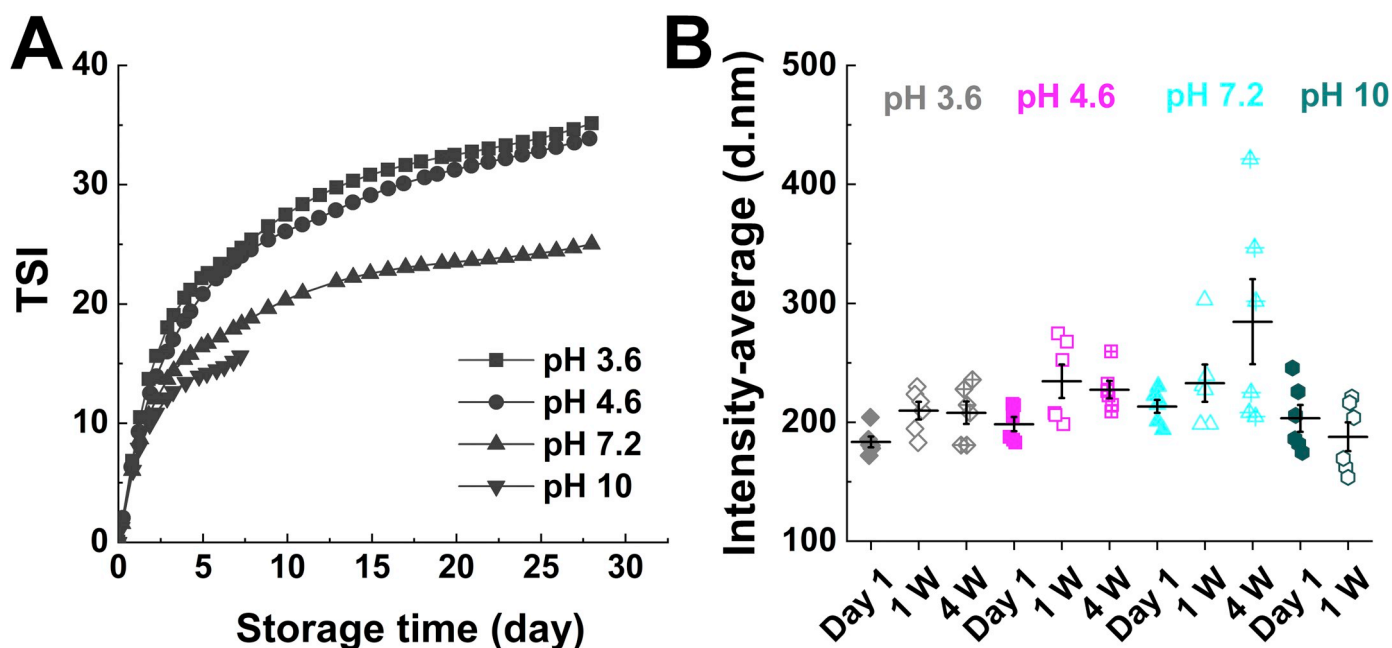 A
TSI
40
30
20
10
0
0 5 10 15 20 25 30
Storage time (day)
pH 3.6
pH 4.6
pH 7.2
pH 10
B
Intensity-average (d.nm)
500
400
300
200
100
pH 3.6 pH 4.6 pH 7.2 pH 10
Day 1 1 W 4 W Day 1 1 W 4 W Day 1 1 W 4 W Day 1 1 W